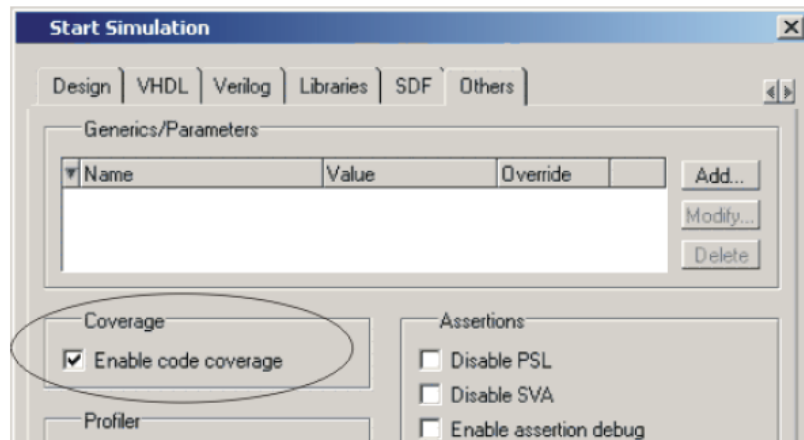 Start Simulation
Design VHDL Verilog Libraries SDF Others
Generics/Parameters
Name Value Override
Add...
Modify...
Delete
Coverage
Enable code coverage
Assertions
Disable PSL
Disable SVA
Profiler
Enable assertion debug